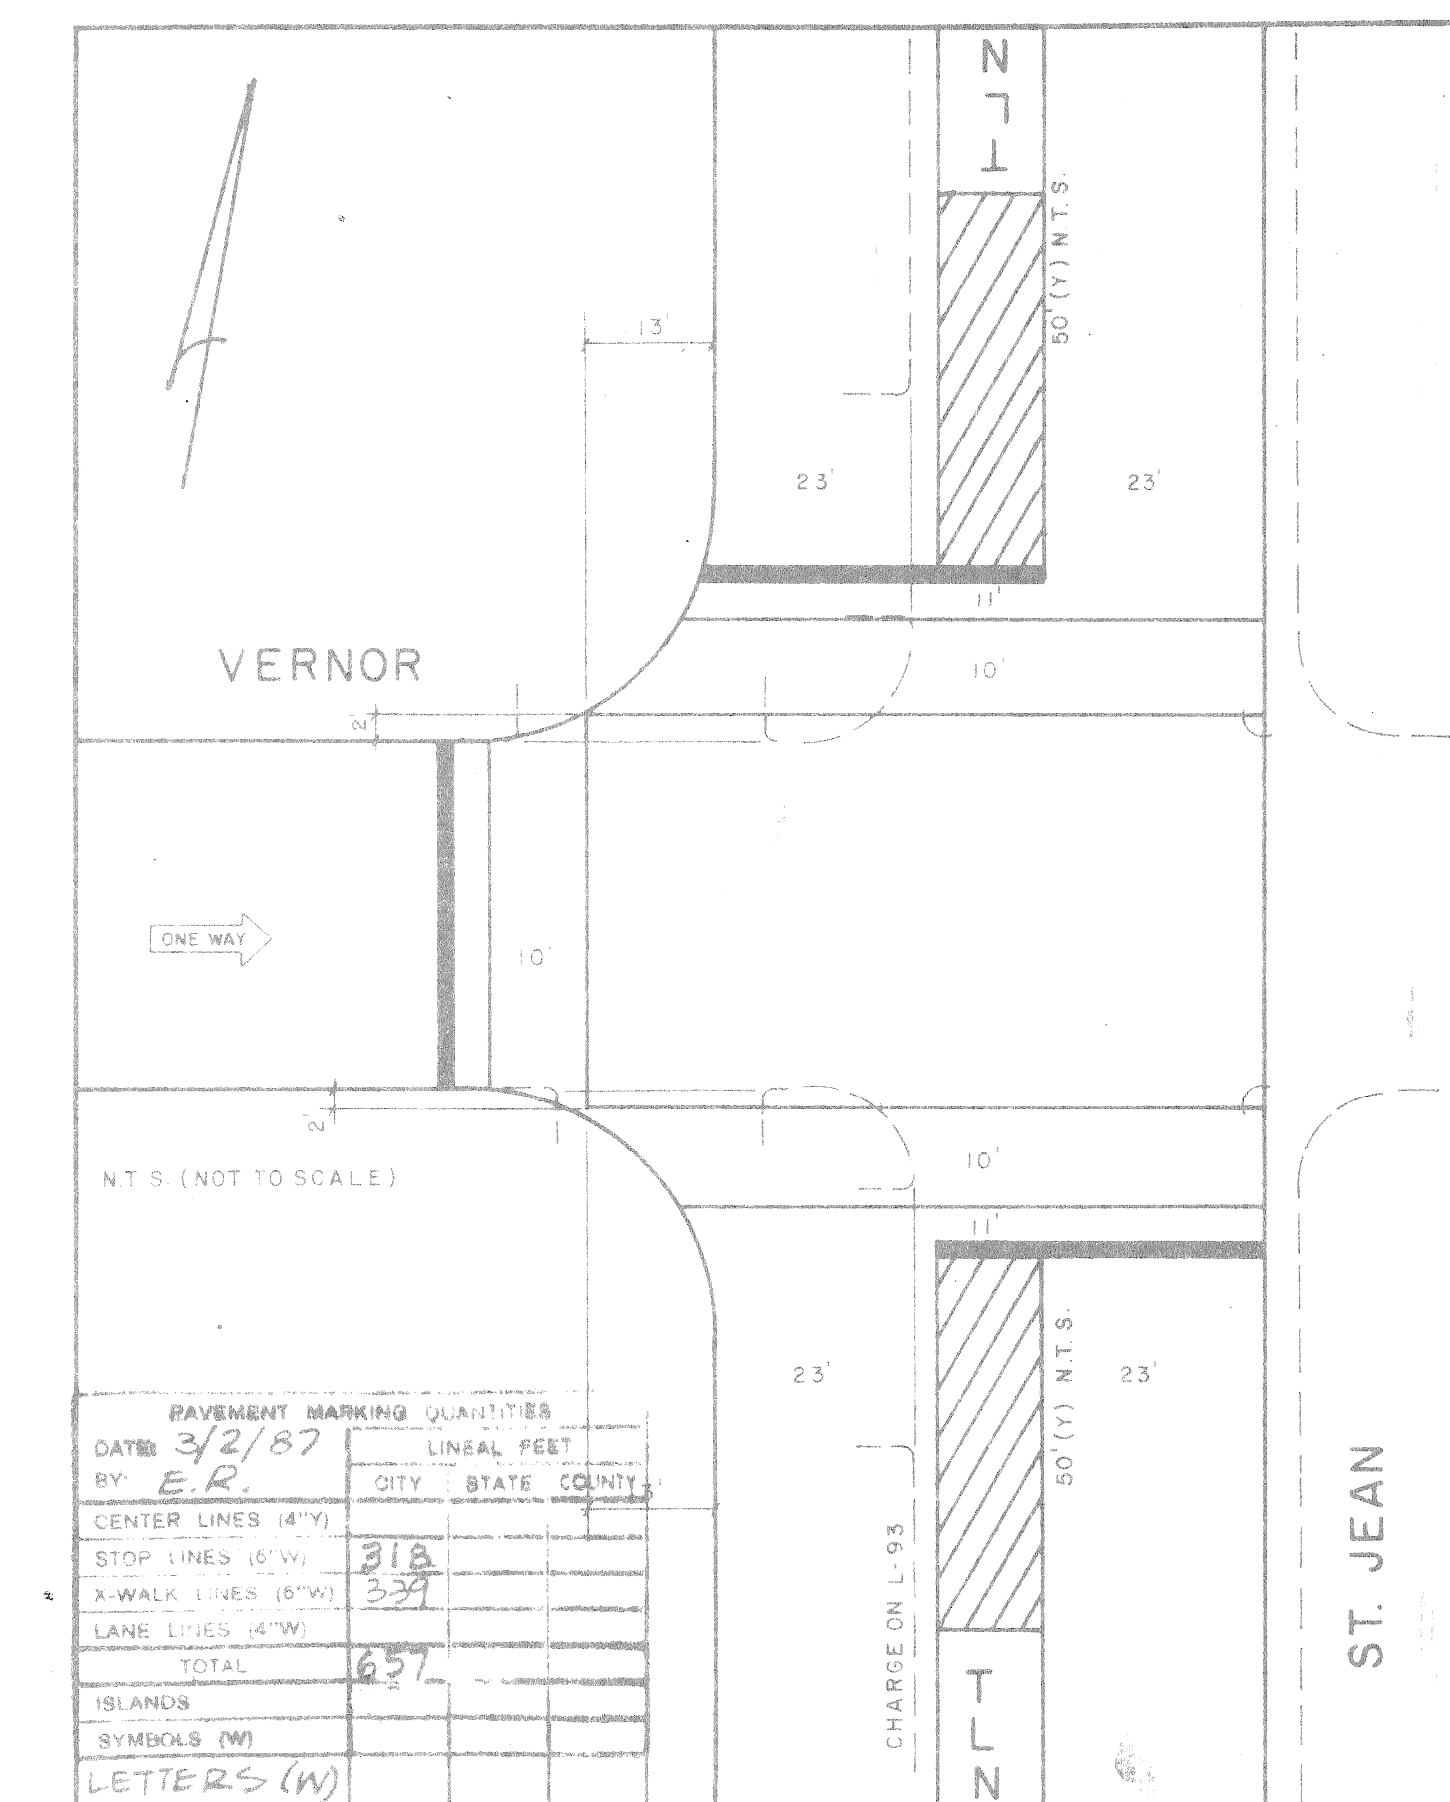 N
L
T
50'(Y) N.T.S.
13'
23'
23'
11'
10'
VERNOR
2'
ONE WAY
10'
2'
10'
N.T.S. (NOT TO SCALE)
11'
23'
23'
50'(Y) N.T.S.
PAVEMENT MARKING QUANTITIES
DATE: 3/2/87
LINEAL FEET
BY: E.R.
CITY STATE COUNTY
CENTER LINES (4"Y)
STOP LINES (6"W) 318
X-WALK LINES (6"W) 339
LANE LINES (4"W)
TOTAL 657
ISLANDS
SYMBOLS (W)
LETTERS (W)
CHARGE ON L-93
ST. JEAN
T
L
N